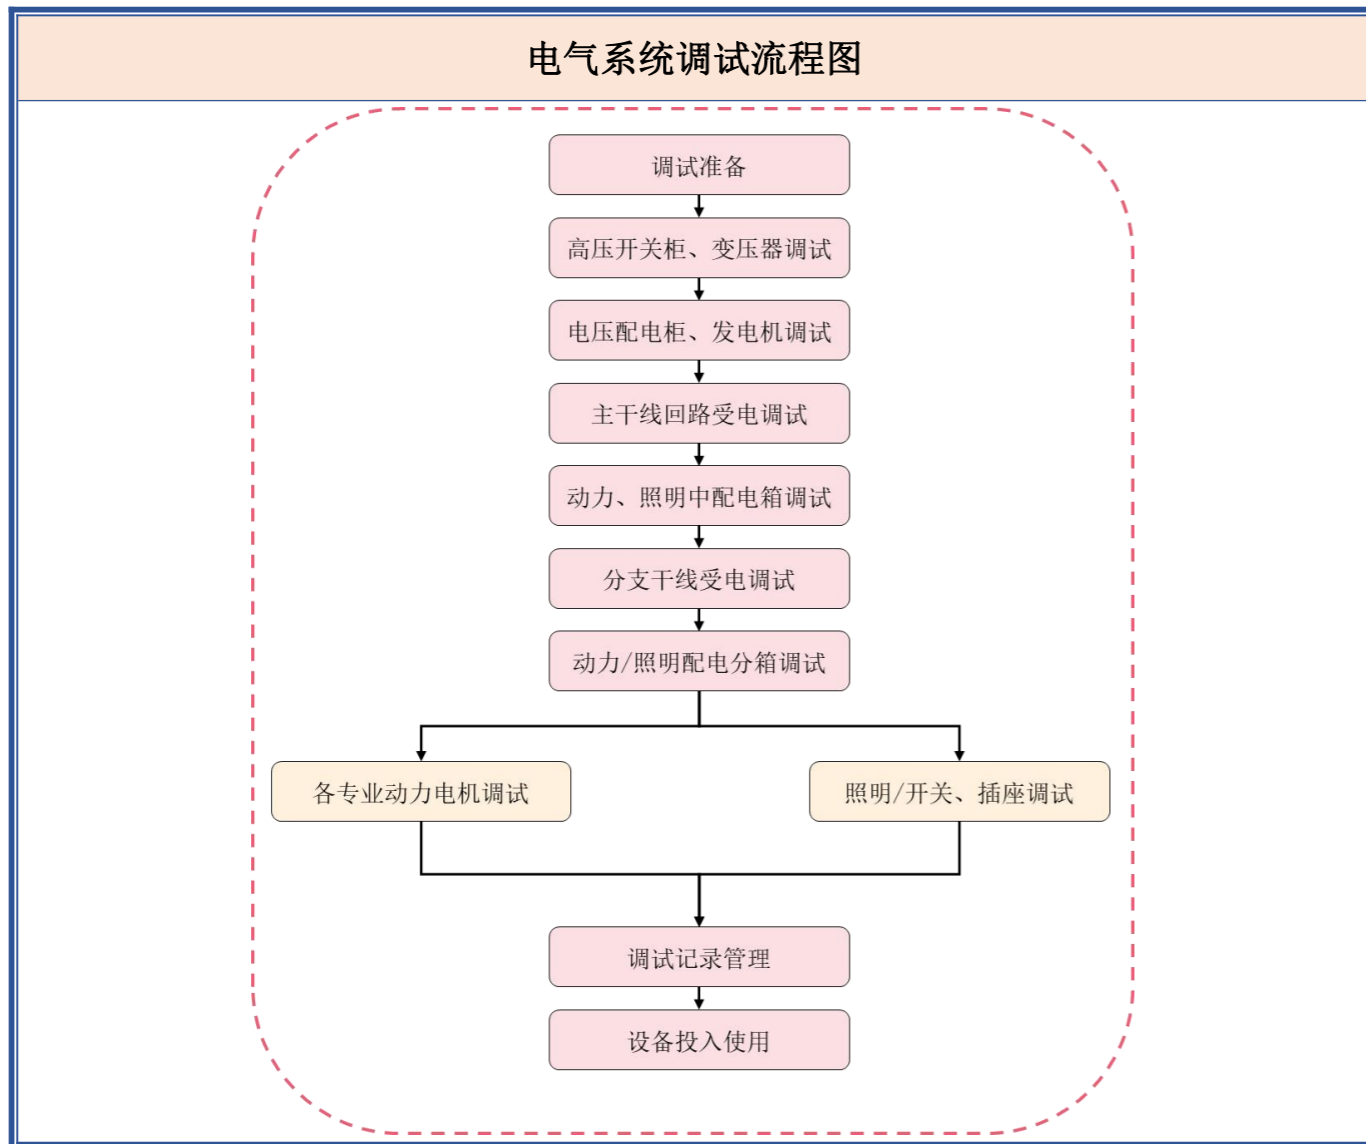 电气系统调试流程图
调试准备
高压开关柜、变压器调试
电压配电柜、发电机调试
主干线回路受电调试
动力、照明中配电箱调试
分支干线受电调试
动力/照明配电分箱调试
各专业动力电机调试
照明/开关、插座调试
调试记录管理
设备投入使用